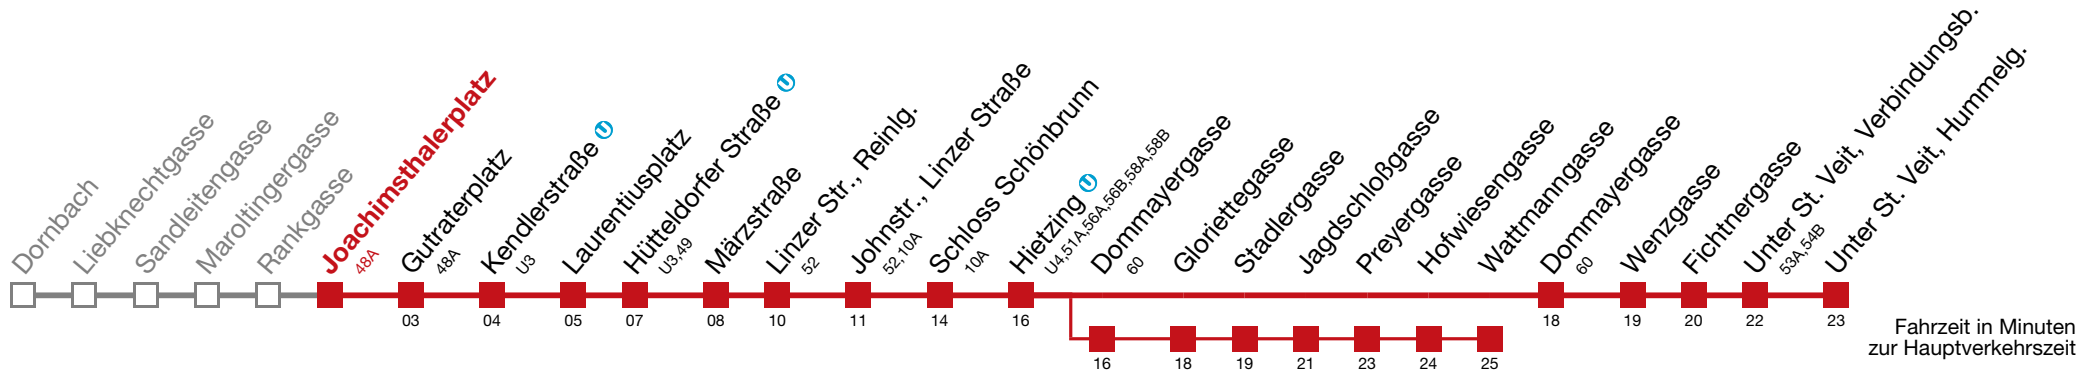 Dornbach
Liebknechtgasse
Sandleitengasse
Maroltingergasse
Rankgasse
Joachimsthalerplatz
48A
Gutraterplatz
48A
Kendlerstraße U
U3
Laurentiusplatz
Hütteldorfer Straße U
U3,49
Märzstraße
Linzer Str., Reinlg.
52
Johnstr., Linzer Straße
52,10A
Schloss Schönbrunn
10A
Hietzing U
U4,51A,56A,56B,58A,58B
Dommayergasse
60
Gloriettegasse
Stadlergasse
Jagdschloßgasse
Preyergasse
Hofwiesengasse
Wattmanngasse
Dommayergasse
60
Wenzgasse
Fichtnergasse
Unter St. Veit, Verbindungsb.
53A,54B
Unter St. Veit, Hummelg.
03 04 05 07 08 10 11 14 16 18 19 20 22 23
16 18 19 21 23 24 25
Fahrzeit in Minuten
zur Hauptverkehrszeit